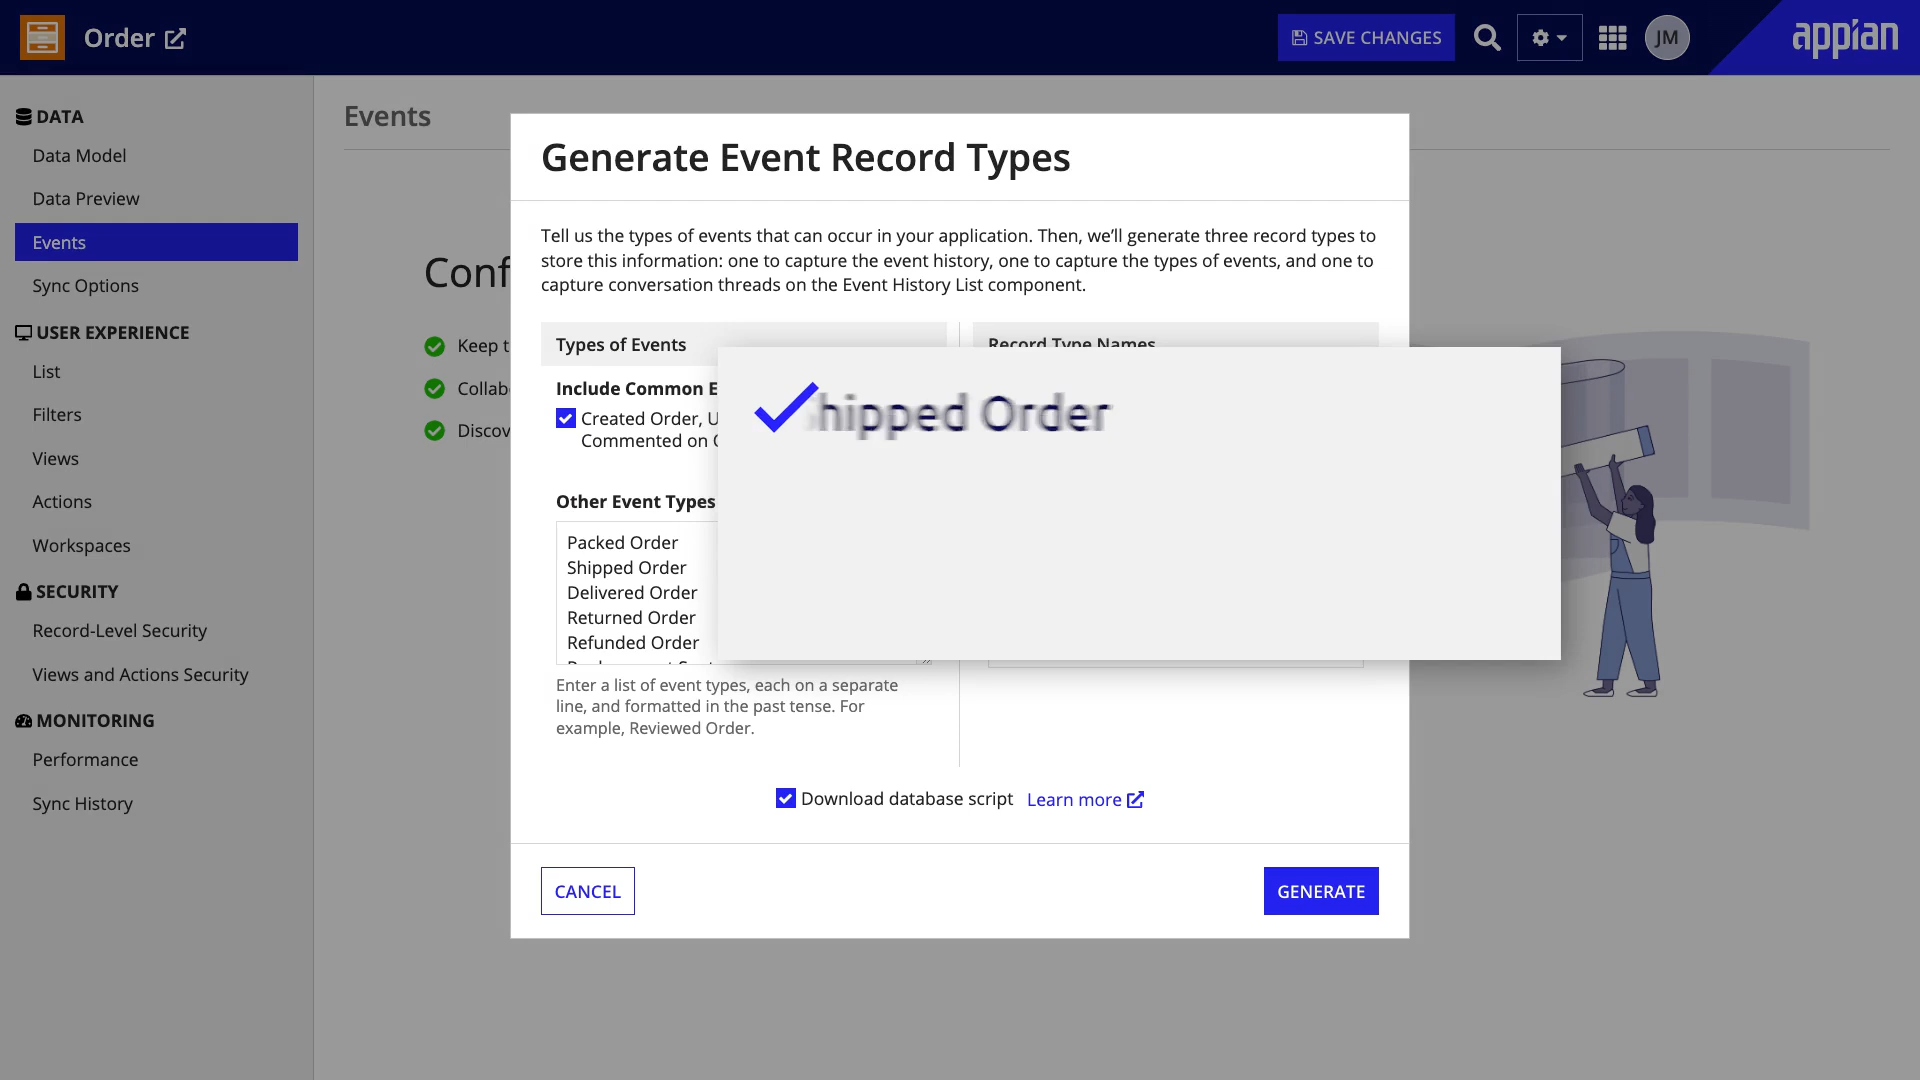 Order
SAVE CHANGES
JM
appian
DATA
Data Model
Data Preview
Events
Sync Options
USER EXPERIENCE
List
Filters
Views
Actions
Workspaces
SECURITY
Record-Level Security
Views and Actions Security
MONITORING
Performance
Sync History
Events
Generate Event Record Types
Tell us the types of events that can occur in your application. Then, we'll generate three record types to
store this information: one to capture the event history, one to capture the types of events, and one to
capture conversation threads on the Event History List component.
Types of Events
Record Type Names
Include Common E
Created Order, U
Commented on
Other Event Types
Packed Order
Shipped Order
Delivered Order
Returned Order
Refunded Order
Enter a list of event types, each on a separate
line, and formatted in the past tense. For
example, Reviewed Order.
Shipped Order
Download database script
Learn more
CANCEL
GENERATE
Conf
Keep t
Collab
Discov